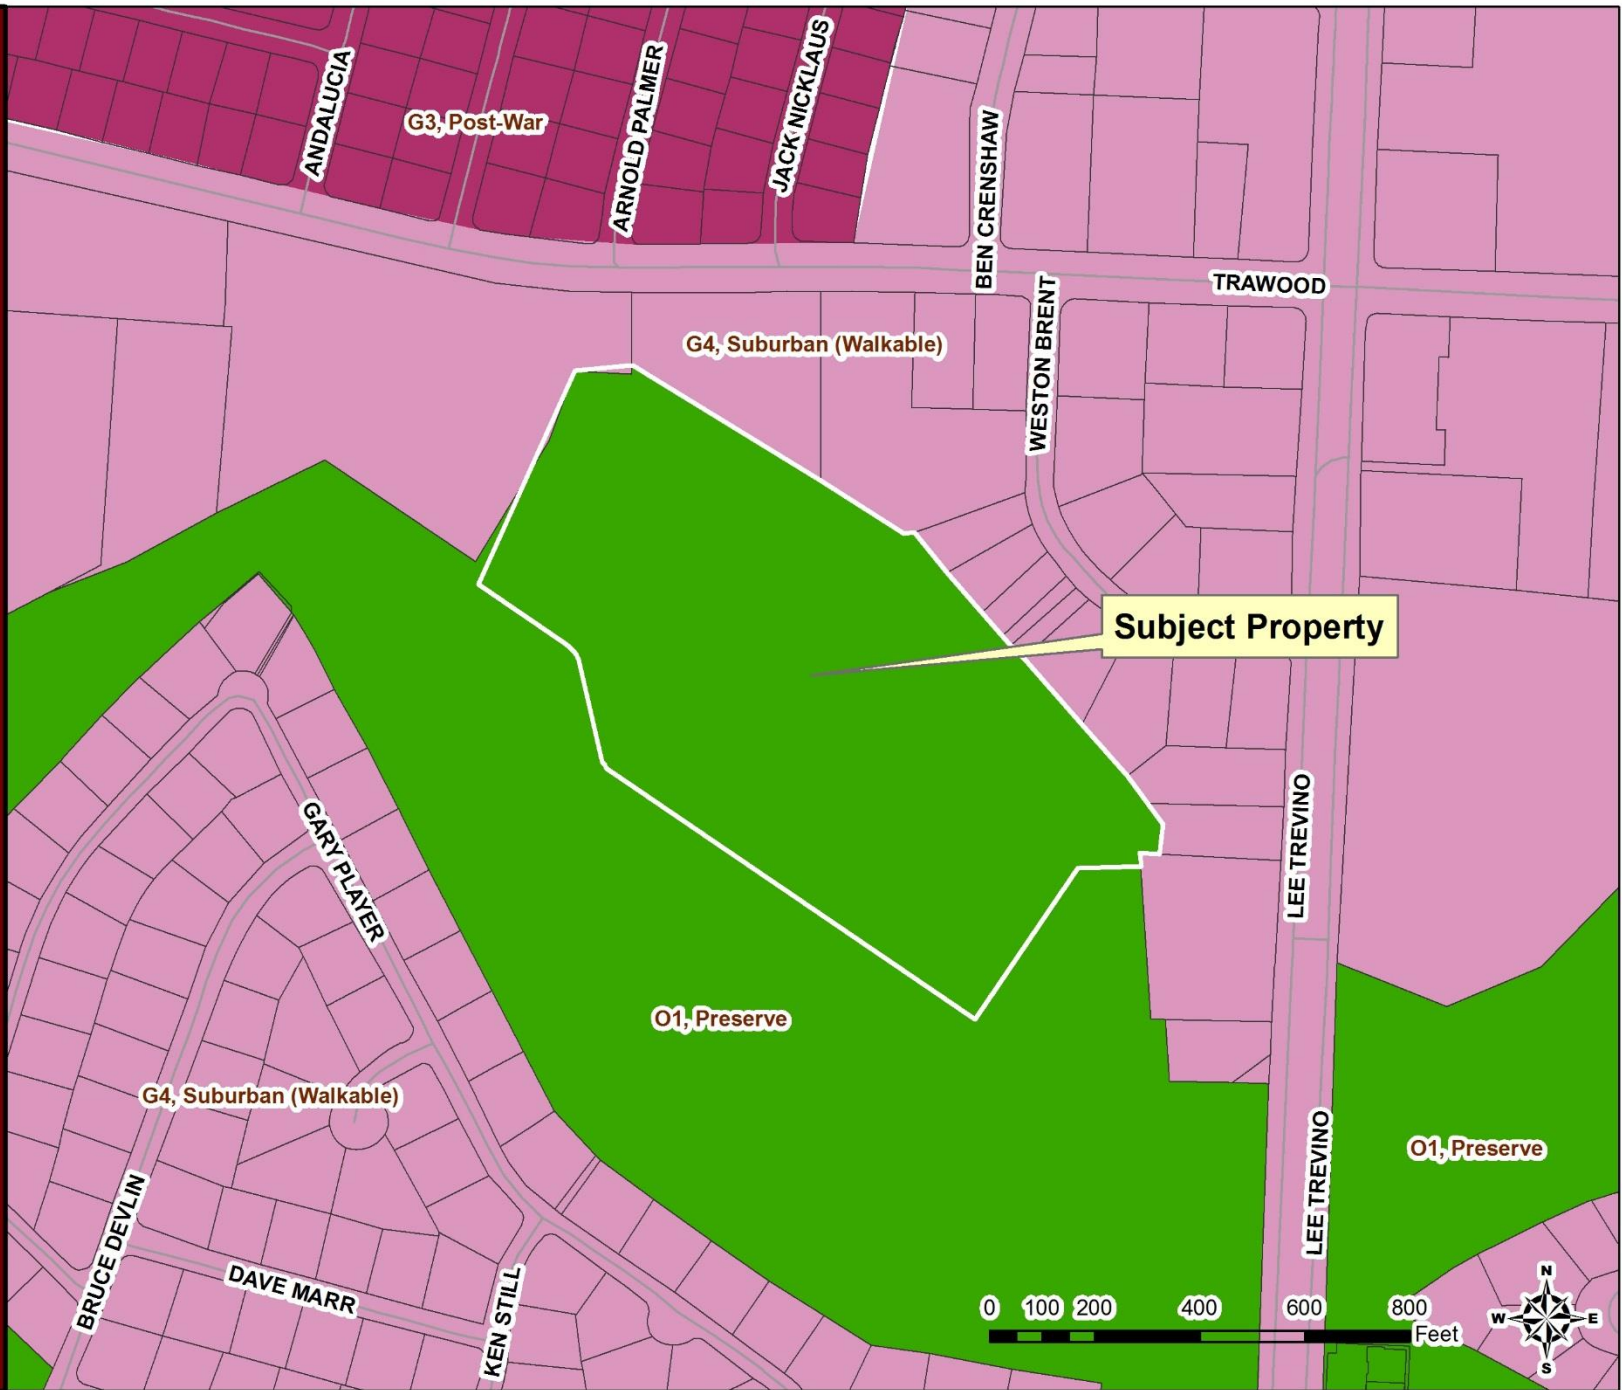 ANDALUCIA
G3, Post-War
ARNOLD PALMER
JACK NICKLAUS
BEN CRENSHAW
TRAWOOD
WESTON BRENT
G4, Suburban (Walkable)
Subject Property
LEE TREVINO
GARY PLAYER
O1, Preserve
G4, Suburban (Walkable)
O1, Preserve
LEE TREVINO
BRUCE DEVLIN
DAVE MARR
KEN STILL
0 100 200 400 600 800
Feet
N
W E
S